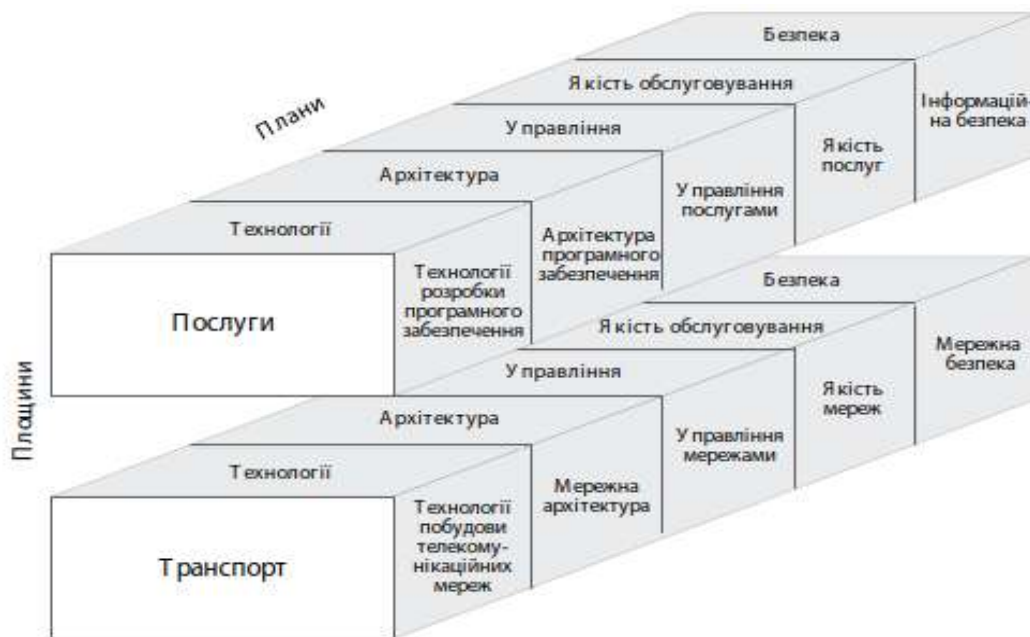 Безпека
Якість обслуговування
Інформацій-
на безпека
Плани
Управління
Якість
послуг
Архітектура
Управління
послугами
Технології
Архітектура
програмного
забезпечення
Технології
розробки
програмного
забезпечення
Послуги
Безпека
Якість обслуговування
Мережна
безпека
Управління
Якість
мереж
Площини
Архітектура
Управління
мережами
Технології
Мережна
архітектура
Технології
побудови
телекому-
нікаційних
мереж
Транспорт